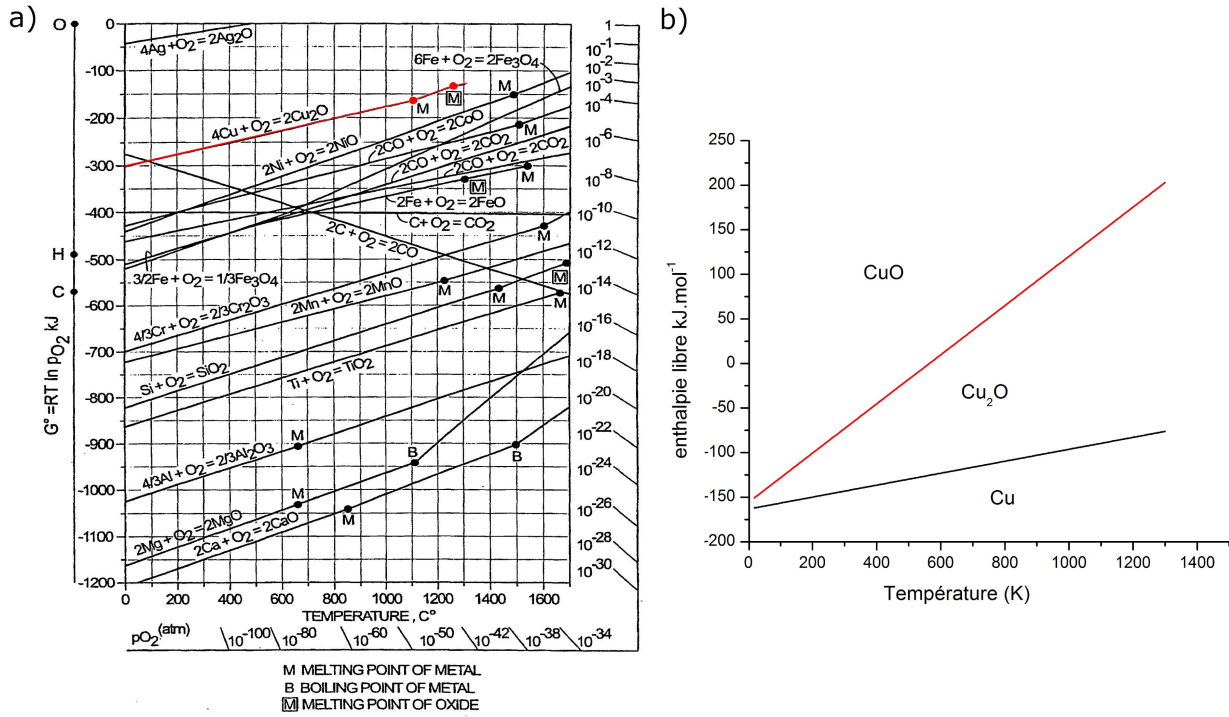 a)
O
H
C
G° = RT ln pO2 kJ
0
-100
-200
-300
-400
-500
-600
-700
-800
-900
-1000
-1100
-1200
4Ag+O2=2Ag2O
6Fe+O2=2Fe3O4
4Cu+O2=2Cu2O
M
M
M
2Ni+O2=2NiO
2CO+O2=2CoO
M
2CO+O2=2CO2
2CO+O2=2CO2
M
M
2Fe+O2=2FeO
C+O2=CO2
2C+O2=2CO
M
3/2Fe+O2=1/3Fe3O4
4/3Cr+O2=2/3Cr2O3
2Mn+O2=2MnO
M
M
M
M
Si+O2=SiO2
Ti+O2=TiO2
4/3Al+O2=2/3Al2O3
M
B
B
M
2Mg+O2=2MgO
2Ca+O2=2CaO
M
1
10-1
10-2
10-3
10-4
10-6
10-8
10-10
10-12
10-14
10-16
10-18
10-20
10-22
10-24
10-26
10-28
10-30
0 200 400 600 800 1000 1200 1400 1600
TEMPERATURE, C°
pO2 (atm) 10-100 10-80 10-60 10-50 10-42 10-38 10-34
M MELTING POINT OF METAL
B BOILING POINT OF METAL
M MELTING POINT OF OXIDE
b)
enthalpie libre kJ.mol-1
250
200
150
100
50
0
-50
-100
-150
-200
CuO
Cu2O
Cu
0 200 400 600 800 1000 1200 1400
Température (K)